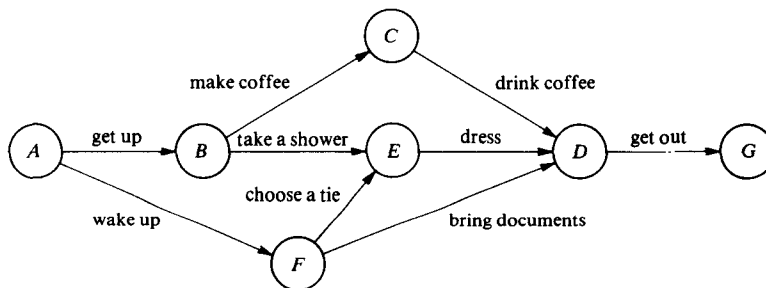 C
make coffee
drink coffee
A
get up
B
take a shower
E
dress
D
get out
G
choose a tie
wake up
bring documents
F